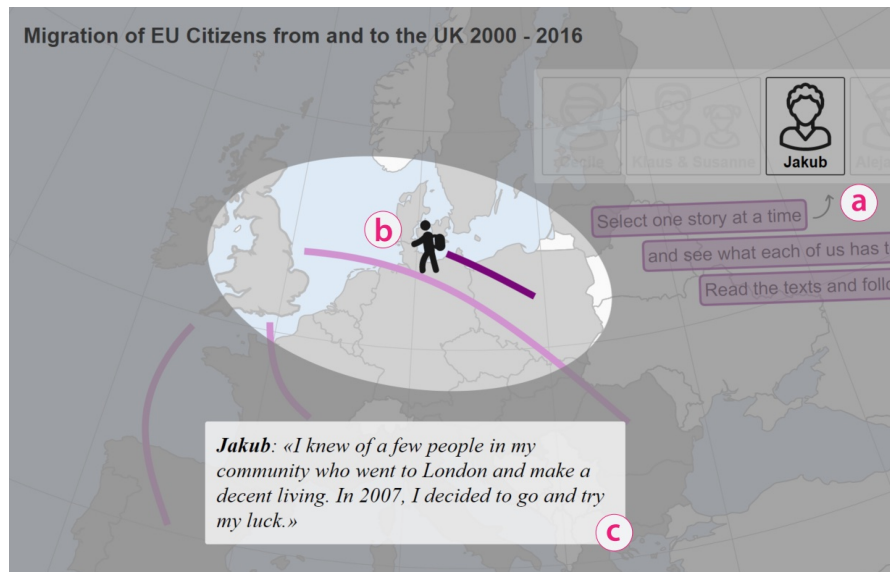 Migration of EU Citizens from and to the UK 2000 - 2016
Klaus & Susanne
Jakub
a
Select one story at a time
and see what each of us has t
Read the texts and follo
b
Jakub: «I knew of a few people in my
community who went to London and make a
decent living. In 2007, I decided to go and try
my luck.»
c